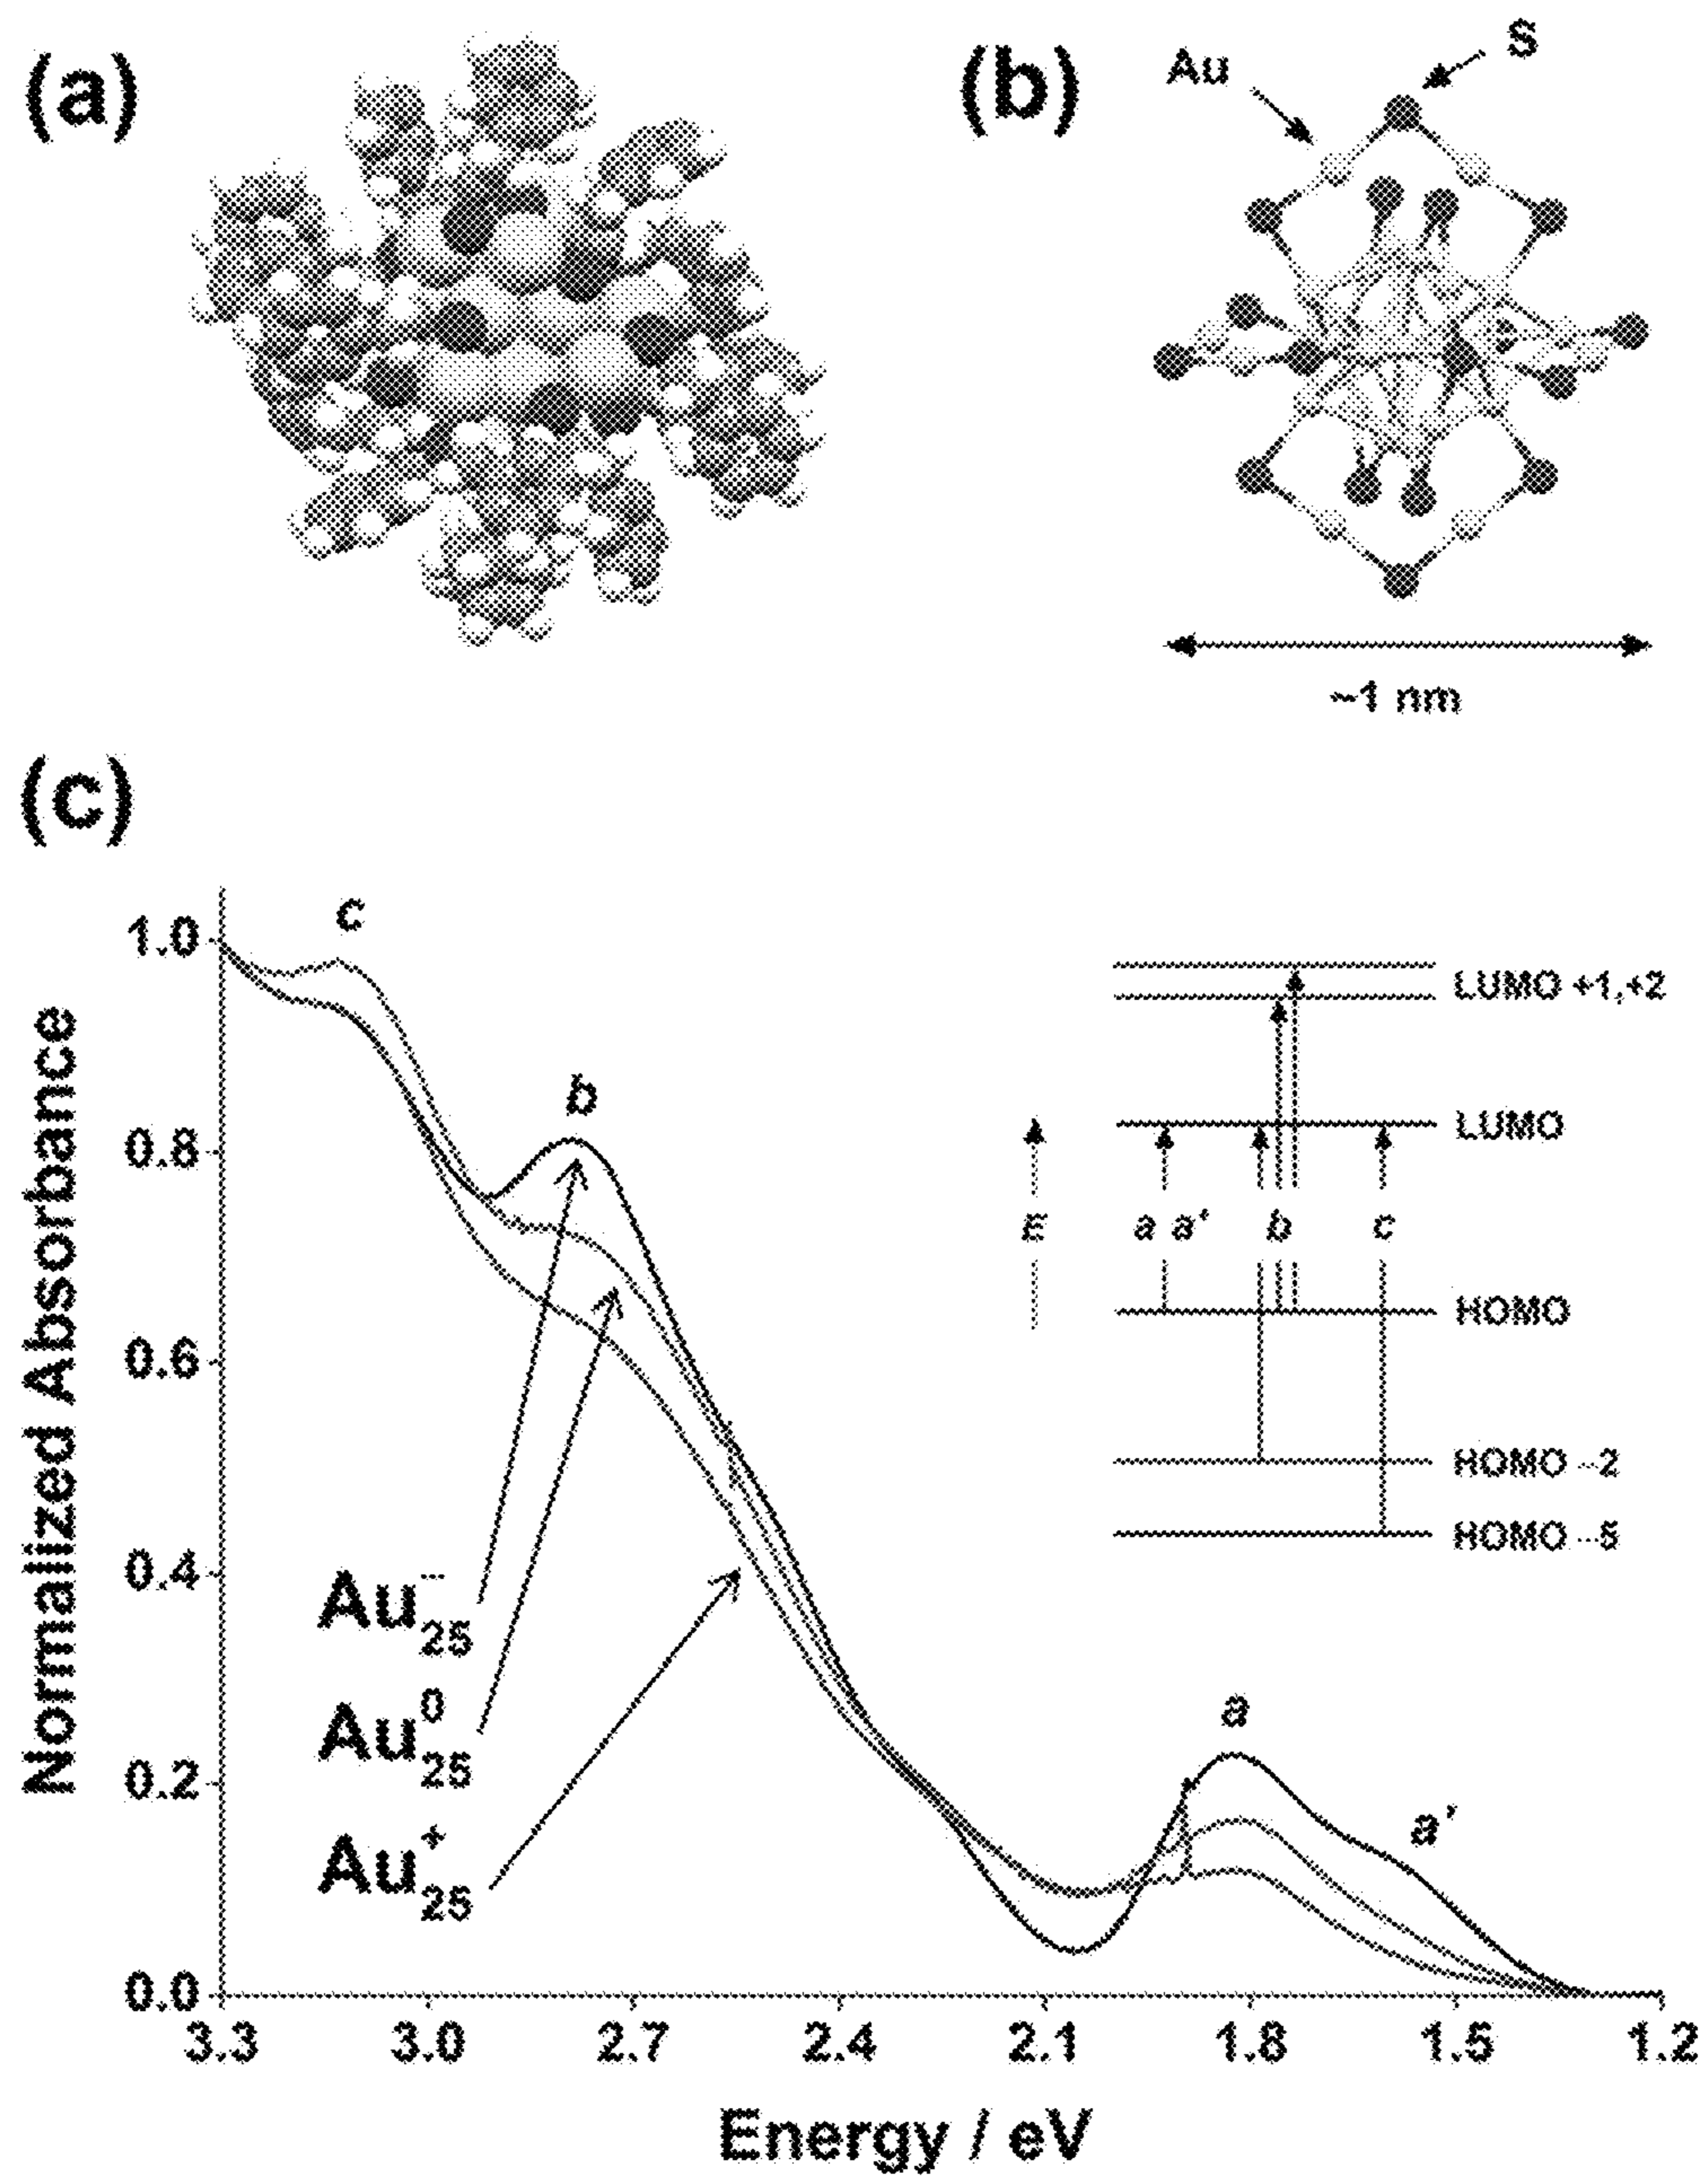 (a)
(b)
Au
S
~1 nm
(c)
Normalized Absorbance
1.0
0.8
0.6
0.4
0.2
0.0
3.3 3.0 2.7 2.4 2.1 1.8 1.5 1.2
Energy / eV
c
b
a
a'
Au₂₅⁻
Au₂₅⁰
Au₂₅⁺
LUMO +1,+2
LUMO
E a a' b c
HOMO
HOMO –2
HOMO –5